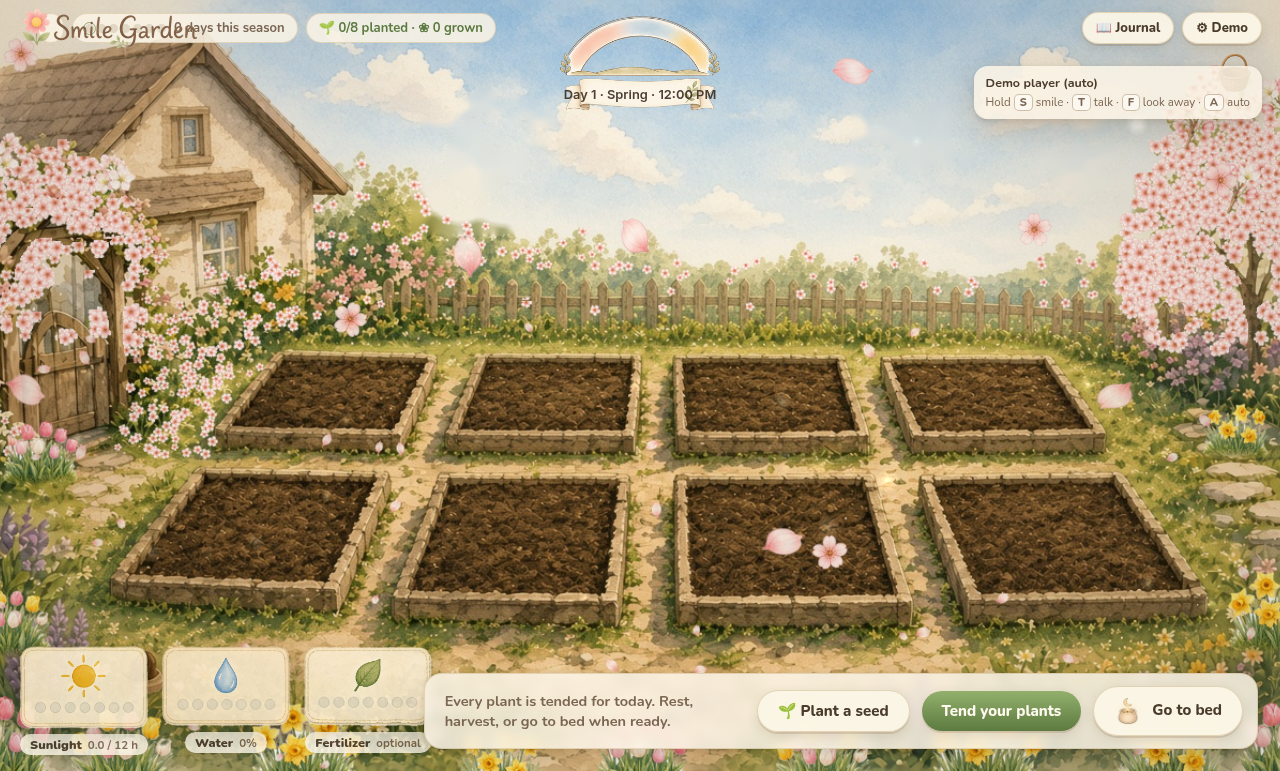 Smile Garden
days this season
🌱 0/8 planted · ❀ 0 grown
Day 1 · Spring · 12:00 PM
📖 Journal
⚙ Demo
Demo player (auto)
Hold S smile · T talk · F look away · A auto
Every plant is tended for today. Rest,
harvest, or go to bed when ready.
🌱 Plant a seed
Tend your plants
Go to bed
Sunlight 0.0 / 12 h
Water 0%
Fertilizer optional